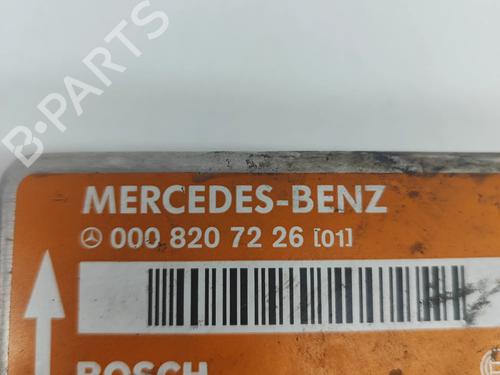 B-PARTS
MERCEDES-BENZ
000 820 72 26 [01]
BOSCH